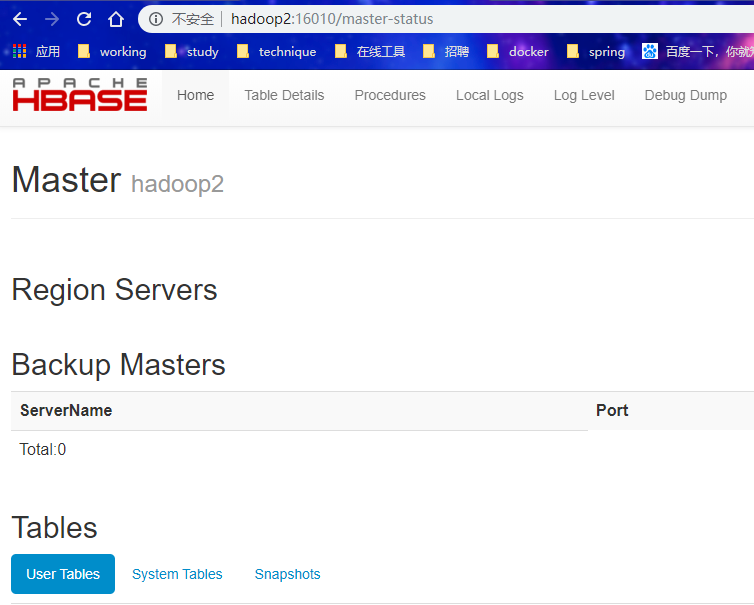 不安全 | hadoop2:16010/master-status
应用 working study technique 在线工具 招聘 docker spring 百度一下，你就
APACHE
HBASE
Home Table Details Procedures Local Logs Log Level Debug Dump
Master hadoop2
Region Servers
Backup Masters
ServerName Port
Total:0
Tables
User Tables System Tables Snapshots